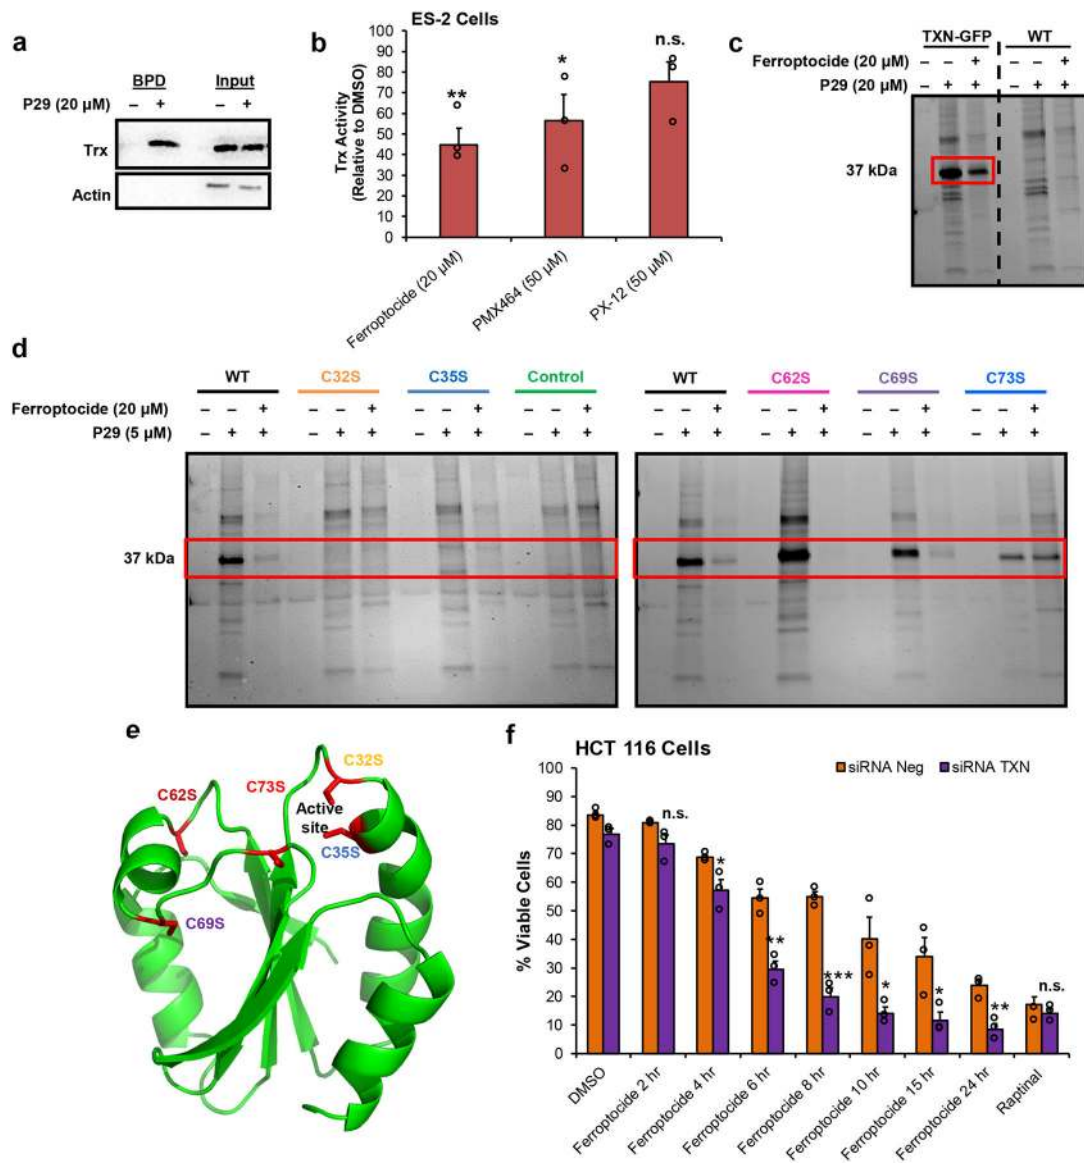 a
BPD Input
P29 (20 µM) – + – +
Trx
Actin
b
ES-2 Cells
Trx Activity
(Relative to DMSO)
100
90
80
70
60
50
40
30
20
10
0
**
*
n.s.
Ferroptocide (20 µM)
PMX464 (50 µM)
PX-12 (50 µM)
c
TXN-GFP WT
Ferroptocide (20 µM) – – + – – +
P29 (20 µM) – + + – + +
37 kDa
d
WT C32S C35S Control WT C62S C69S C73S
Ferroptocide (20 µM) – – + – – + – – + – – + – – + – – + – – + – – +
P29 (5 µM) – + + – + + – + + – + + – + + – + + – + + – + +
37 kDa
e
C32S
C73S
C62S
Active
site
C35S
C69S
f
HCT 116 Cells
siRNA Neg siRNA TXN
% Viable Cells
100
90
80
70
60
50
40
30
20
10
0
n.s.
*
**
***
*
*
**
n.s.
DMSO
Ferroptocide 2 hr
Ferroptocide 4 hr
Ferroptocide 6 hr
Ferroptocide 8 hr
Ferroptocide 10 hr
Ferroptocide 15 hr
Ferroptocide 24 hr
Raptinal